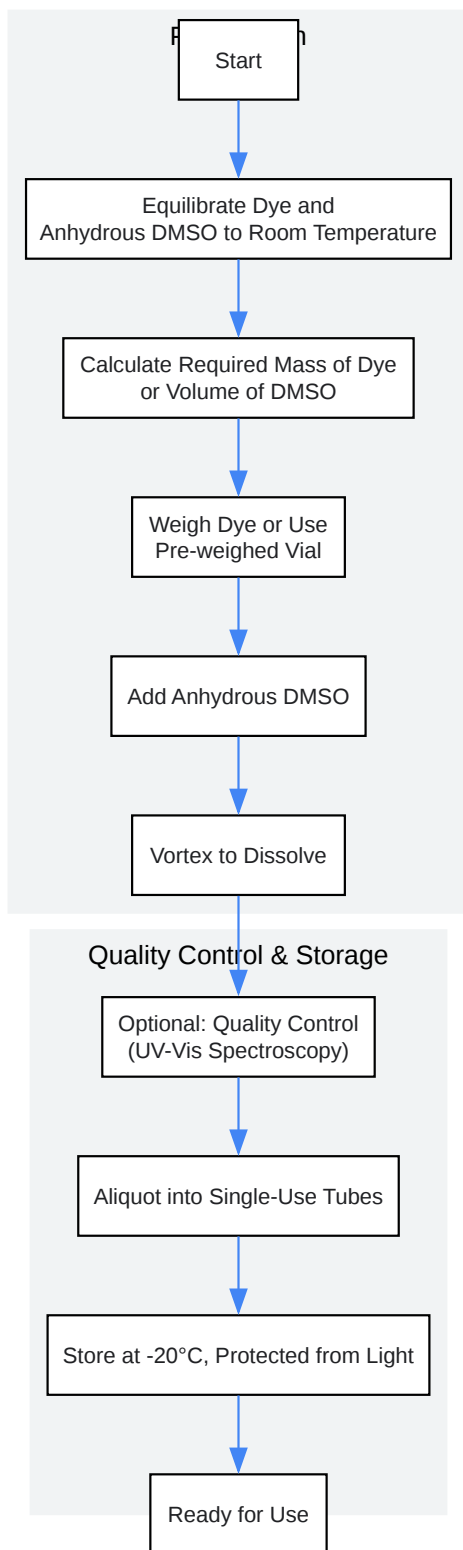 Start
Equilibrate Dye and
Anhydrous DMSO to Room Temperature
Calculate Required Mass of Dye
or Volume of DMSO
Weigh Dye or Use
Pre-weighed Vial
Add Anhydrous DMSO
Vortex to Dissolve
Quality Control & Storage
Optional: Quality Control
(UV-Vis Spectroscopy)
Aliquot into Single-Use Tubes
Store at -20°C, Protected from Light
Ready for Use